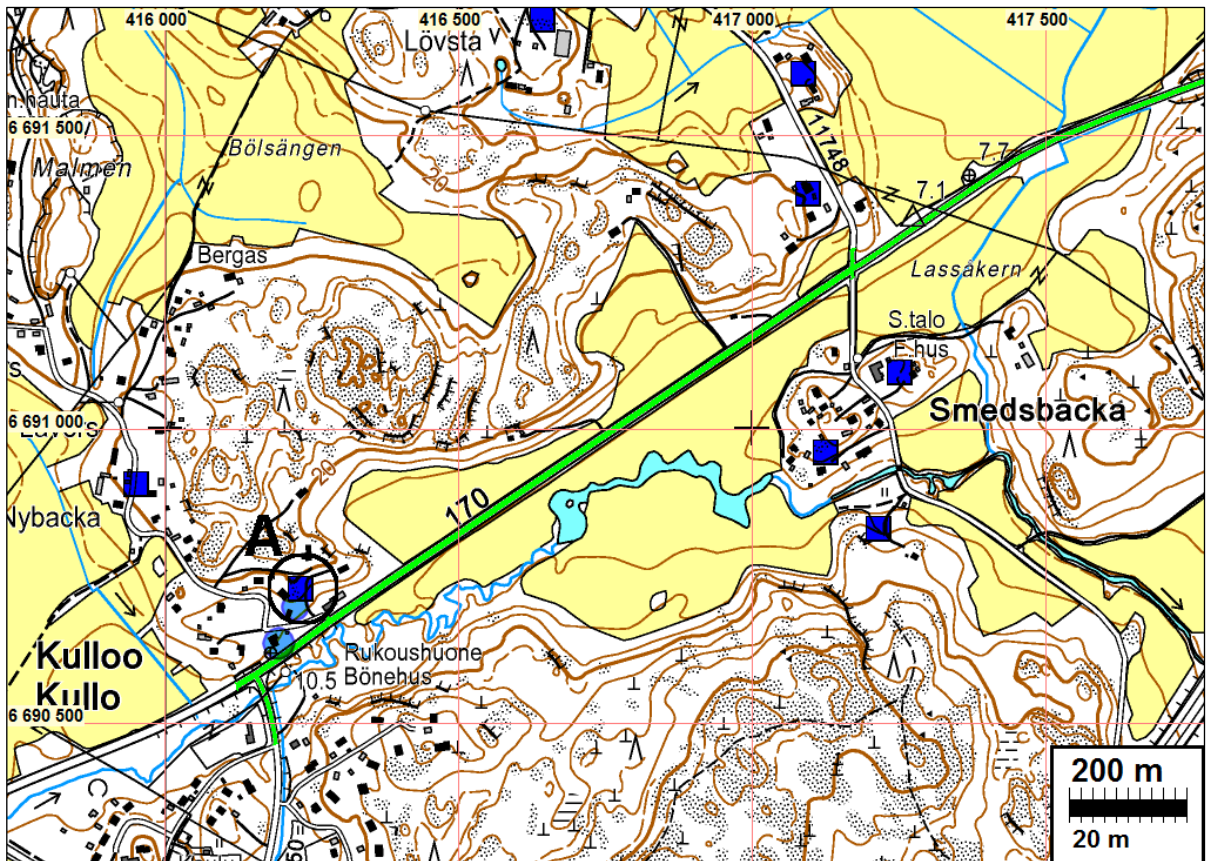 416 000
416 500
417 000
417 500
Lövsta
n.hauta
6 691 500
Bölsängen
Malmen
20
11748
7.7
7.1
Bergas
Lassåkern
S.talo
F.hus
Smedsbacka
6 691 000
20
170
Nybacka
A
Kulloo
Kullo
Rukoushuone
Bönehus
10.5
6 690 500
200 m
20 m
50